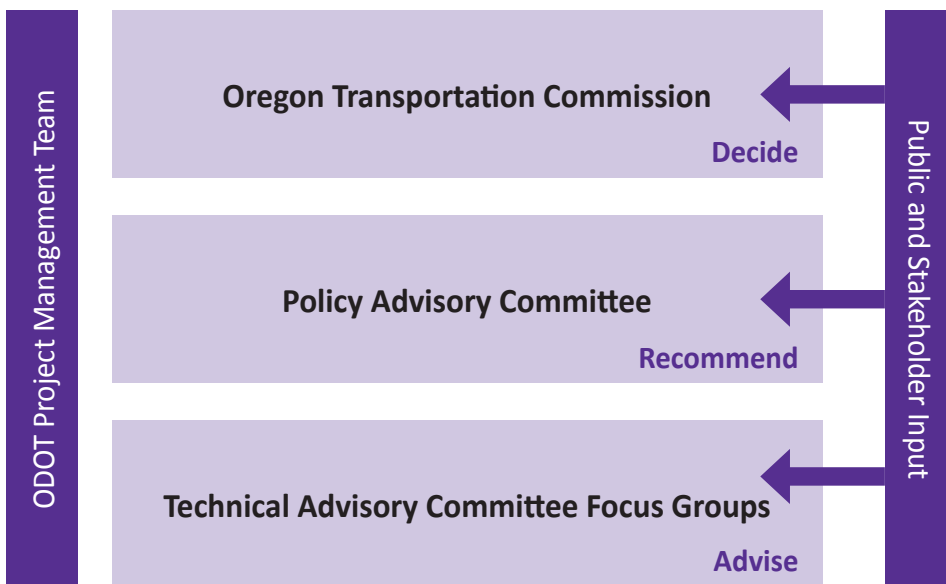 ODOT Project Management Team
Oregon Transportation Commission
Decide
Policy Advisory Committee
Recommend
Technical Advisory Committee Focus Groups
Advise
Public and Stakeholder Input